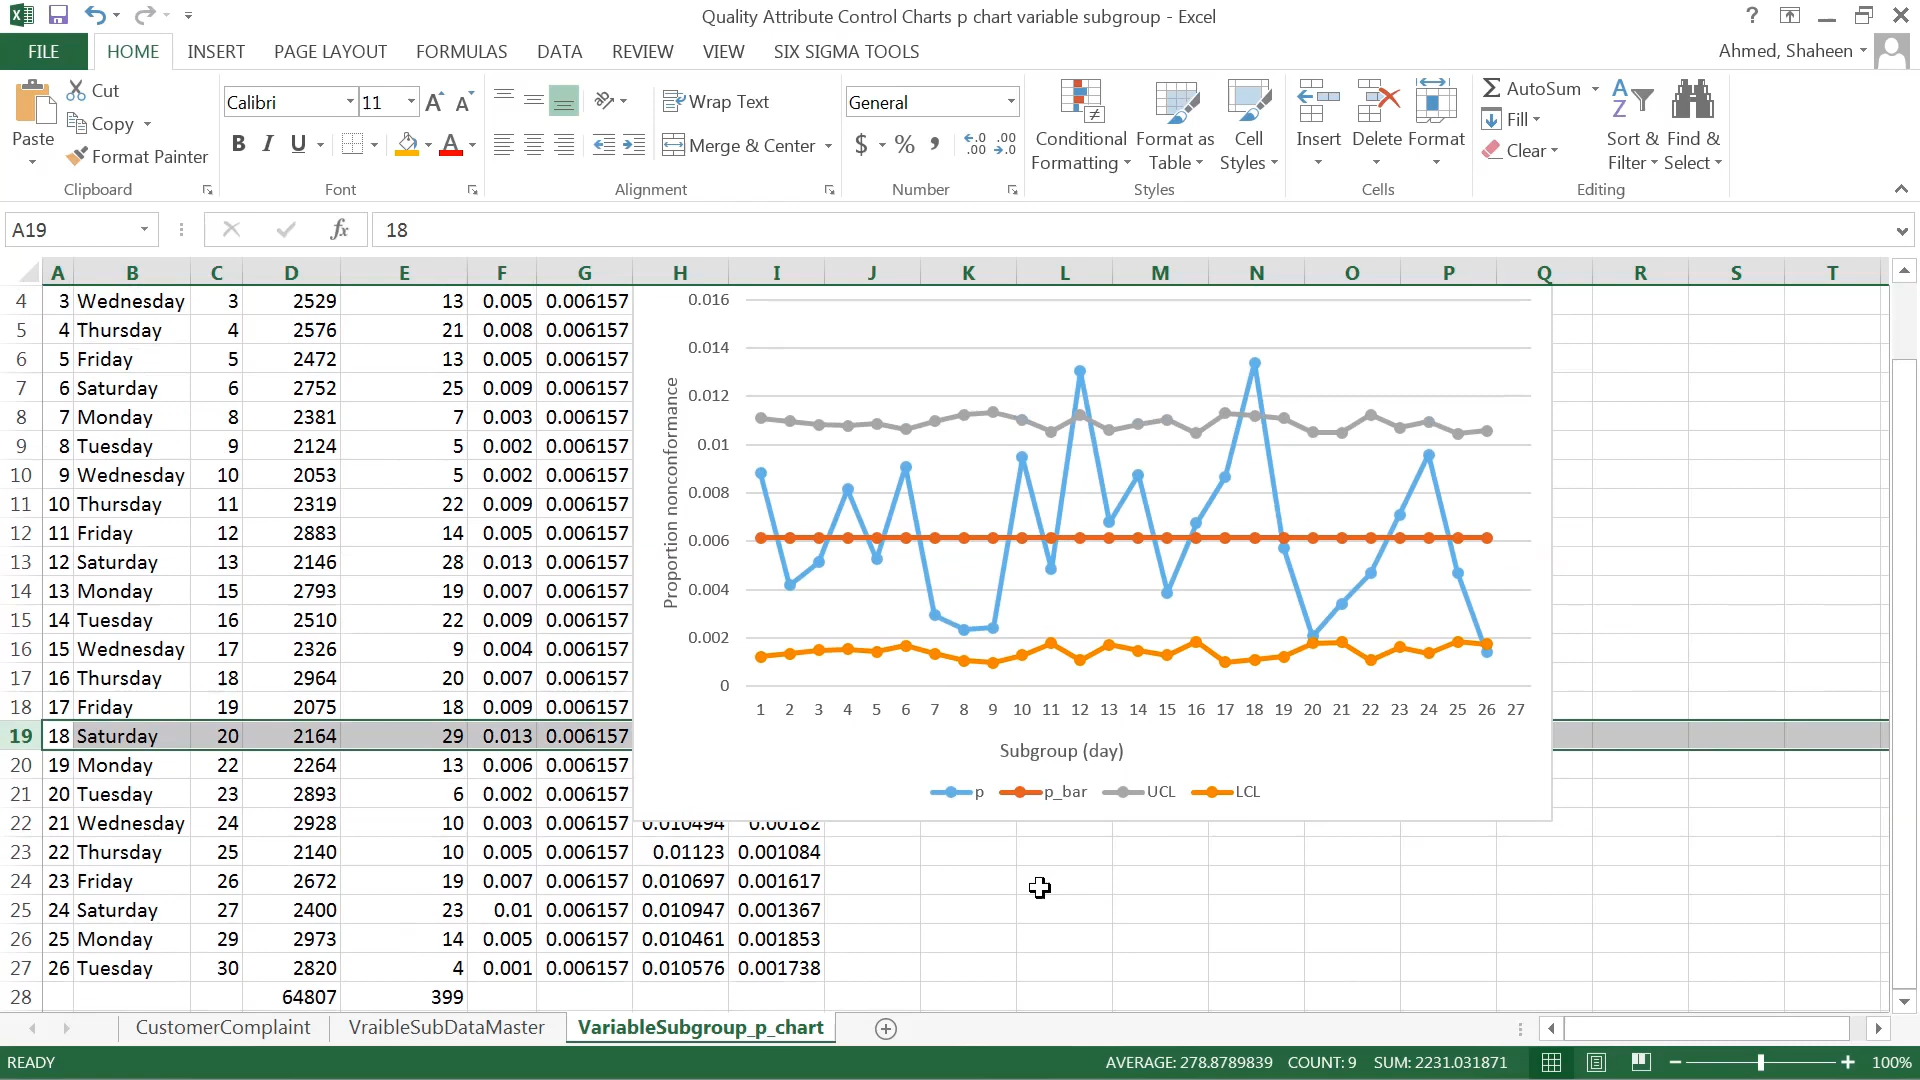 Quality Attribute Control Charts p chart variable subgroup - Excel
FILE HOME INSERT PAGE LAYOUT FORMULAS DATA REVIEW VIEW SIX SIGMA TOOLS Ahmed, Shaheen
Paste
Cut
Copy
Format Painter
Clipboard
Calibri 11
B I U
Font
Wrap Text
Merge & Center
Alignment
General
$ % ,
Number
Conditional Formatting
Format as Table
Cell Styles
Styles
Insert
Delete
Format
Cells
AutoSum
Fill
Clear
Sort & Filter
Find & Select
Editing
A19 fx 18
A B C D E F G H I J K L M N O P Q R S T
4 3 Wednesday 3 2529 13 0.005 0.006157
5 4 Thursday 4 2576 21 0.008 0.006157
6 5 Friday 5 2472 13 0.005 0.006157
7 6 Saturday 6 2752 25 0.009 0.006157
8 7 Monday 8 2381 7 0.003 0.006157
9 8 Tuesday 9 2124 5 0.002 0.006157
10 9 Wednesday 10 2053 5 0.002 0.006157
11 10 Thursday 11 2319 22 0.009 0.006157
12 11 Friday 12 2883 14 0.005 0.006157
13 12 Saturday 13 2146 28 0.013 0.006157
14 13 Monday 15 2793 19 0.007 0.006157
15 14 Tuesday 16 2510 22 0.009 0.006157
16 15 Wednesday 17 2326 9 0.004 0.006157
17 16 Thursday 18 2964 20 0.007 0.006157
18 17 Friday 19 2075 18 0.009 0.006157
19 18 Saturday 20 2164 29 0.013 0.006157
20 19 Monday 22 2264 13 0.006 0.006157
21 20 Tuesday 23 2893 6 0.002 0.006157
22 21 Wednesday 24 2928 10 0.003 0.006157 0.010494 0.00182
23 22 Thursday 25 2140 10 0.005 0.006157 0.01123 0.001084
24 23 Friday 26 2672 19 0.007 0.006157 0.010697 0.001617
25 24 Saturday 27 2400 23 0.01 0.006157 0.010947 0.001367
26 25 Monday 29 2973 14 0.005 0.006157 0.010461 0.001853
27 26 Tuesday 30 2820 4 0.001 0.006157 0.010576 0.001738
28 64807 399
Proportion nonconformance
0.016
0.014
0.012
0.01
0.008
0.006
0.004
0.002
0
1 2 3 4 5 6 7 8 9 10 11 12 13 14 15 16 17 18 19 20 21 22 23 24 25 26 27
Subgroup (day)
p p_bar UCL LCL
CustomerComplaint VraibleSubDataMaster VariableSubgroup_p_chart
READY AVERAGE: 278.8789839 COUNT: 9 SUM: 2231.031871 100%